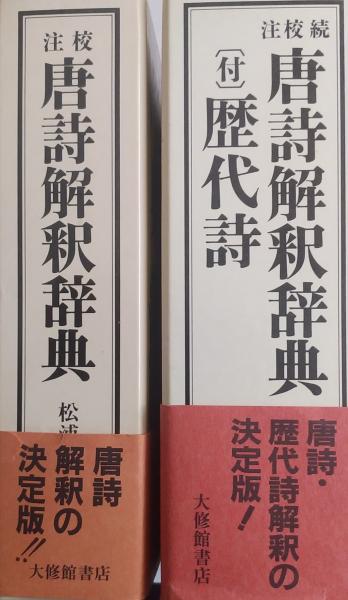 校注
唐詩解釈辞典
松浦
唐詩
解釈の
決定版!!
大修館書店
続校注
唐詩解釈辞典
〔付〕歴代詩
唐詩・
歴代詩解釈の
決定版!
大修館書店